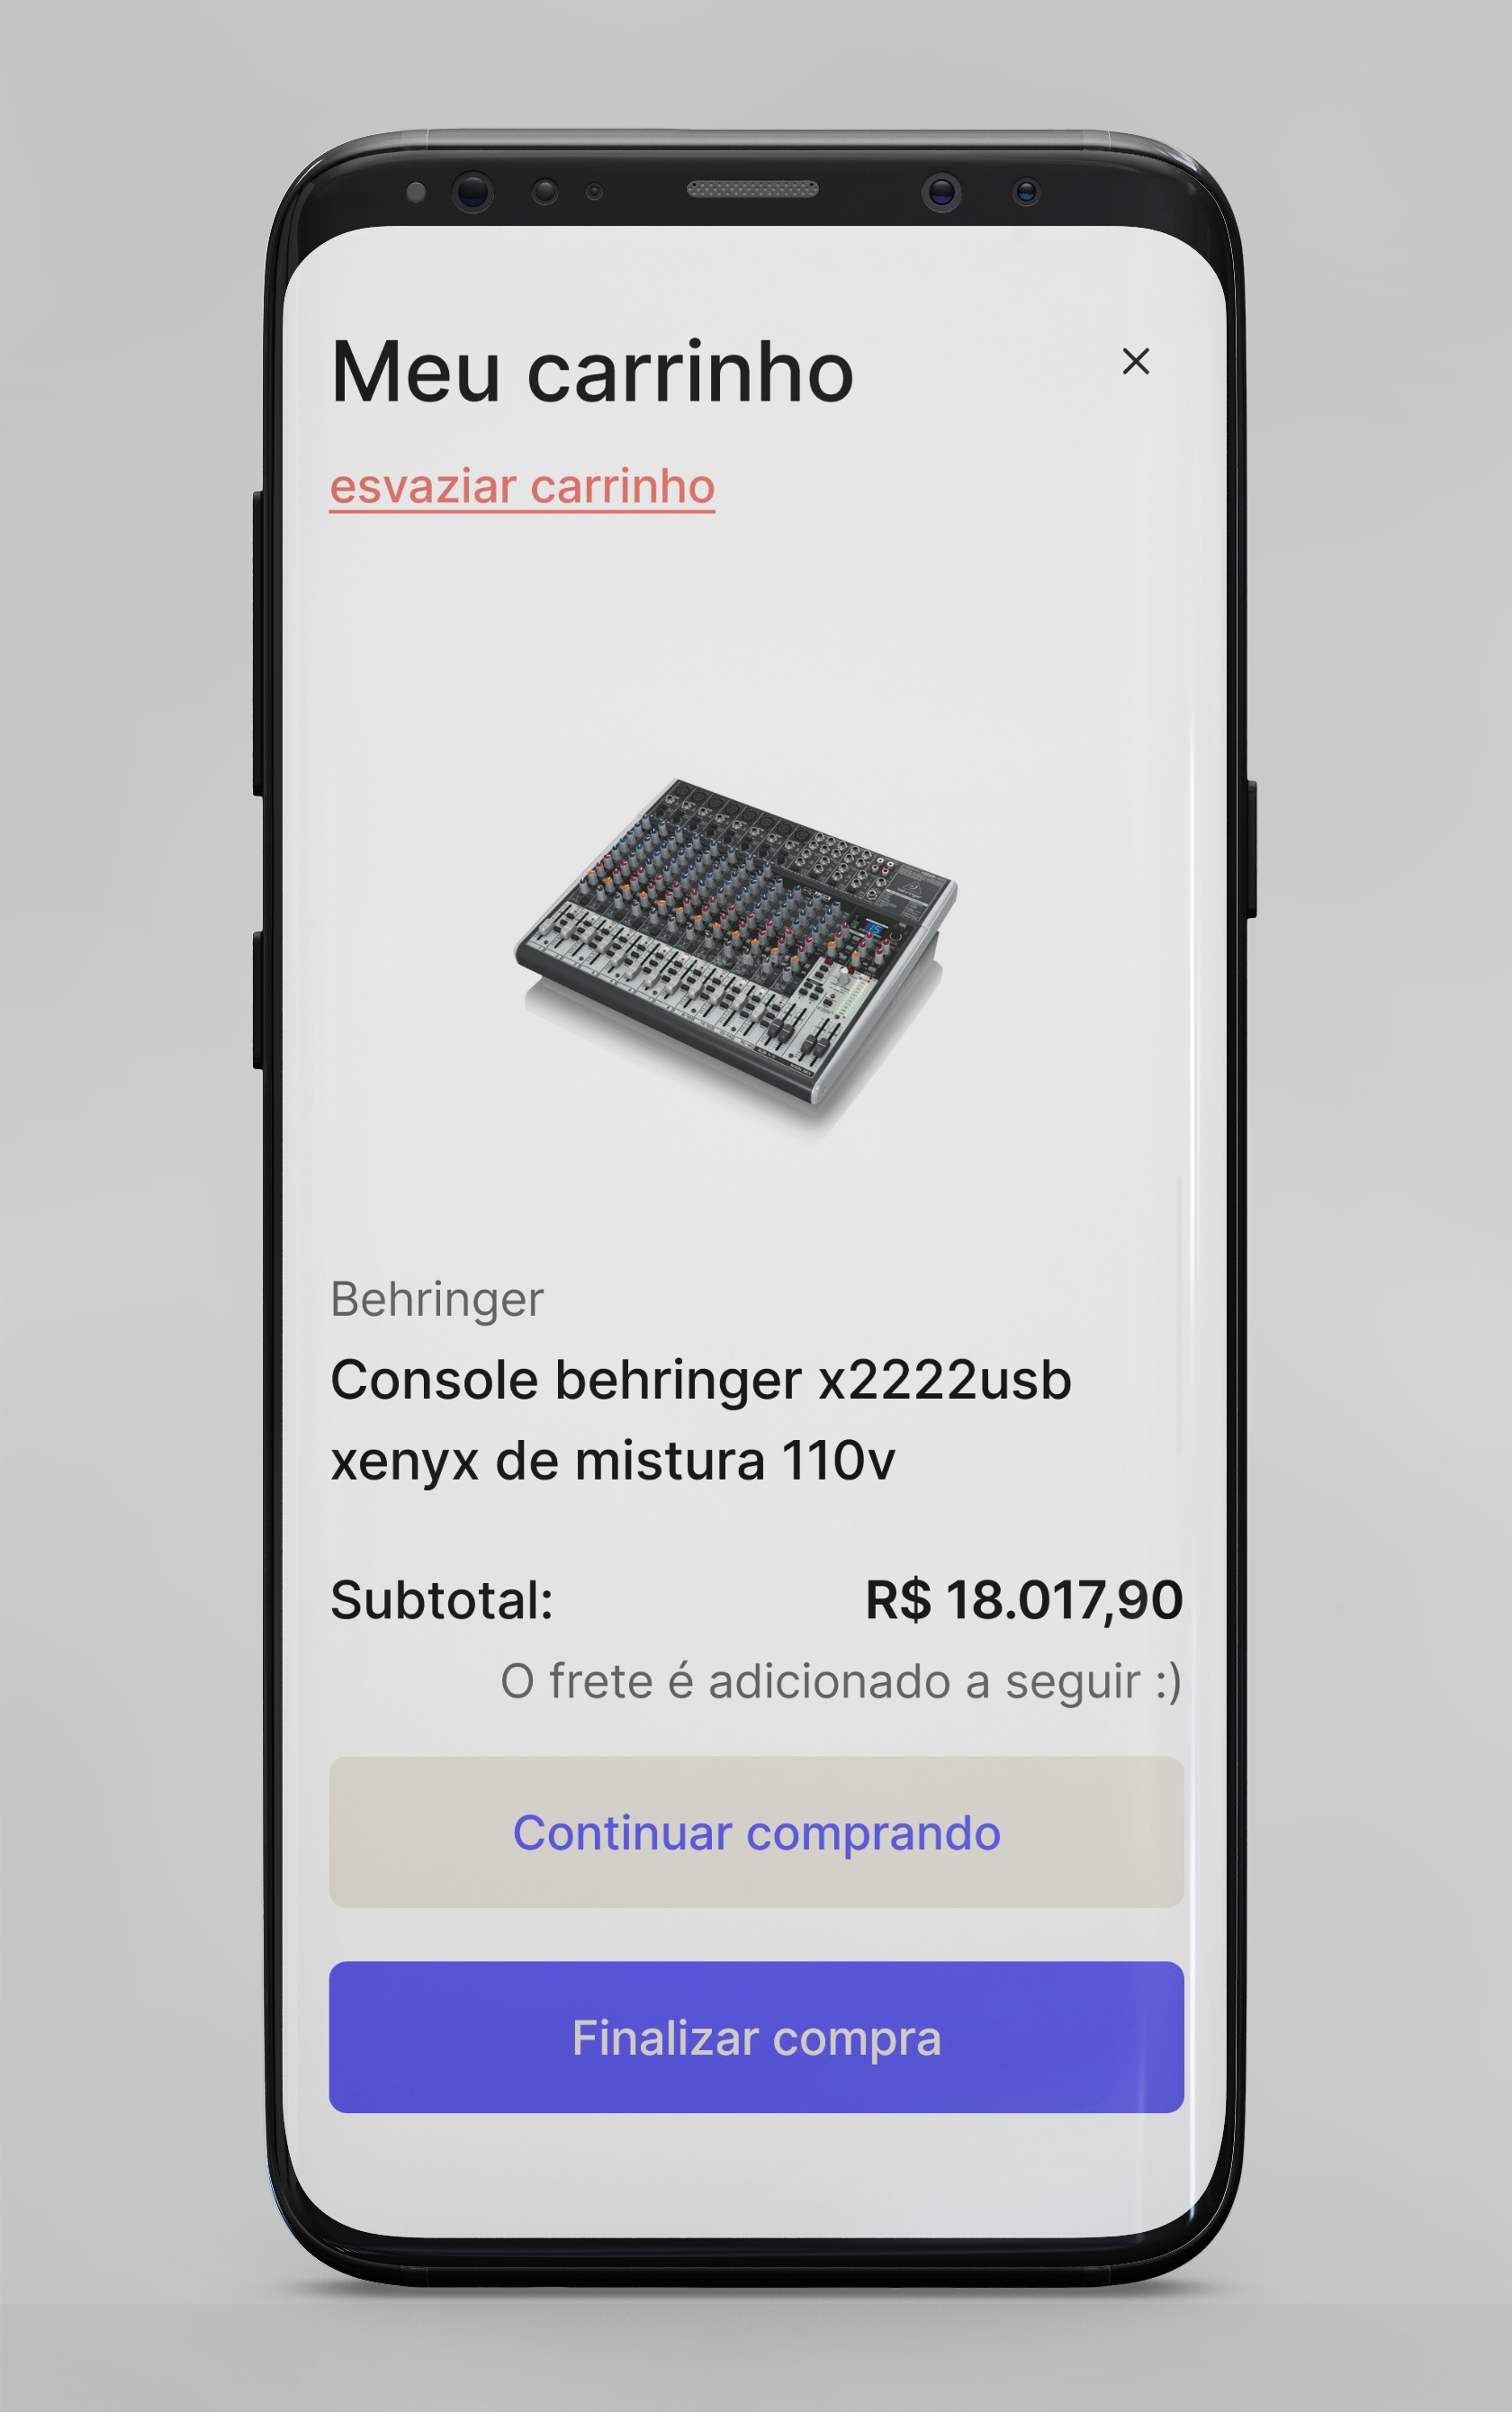 Meu carrinho
esvaziar carrinho
Behringer
Console behringer x2222usb
xenyx de mistura 110v
Subtotal: R$ 18.017,90
O frete é adicionado a seguir :)
Continuar comprando
Finalizar compra